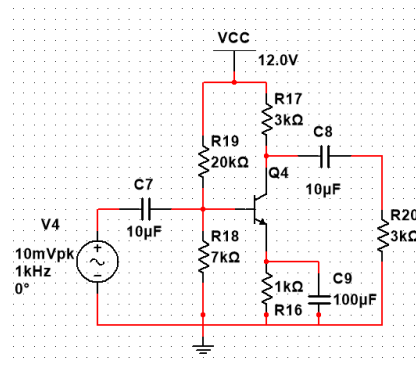 VCC
12.0V
R17
3kΩ
C8
R19
20kΩ
Q4
C7
10µF
R20
V4
R18
3kΩ
10mVpk
10µF
7kΩ
1kHz
0°
1kΩ
C9
R16
100µF